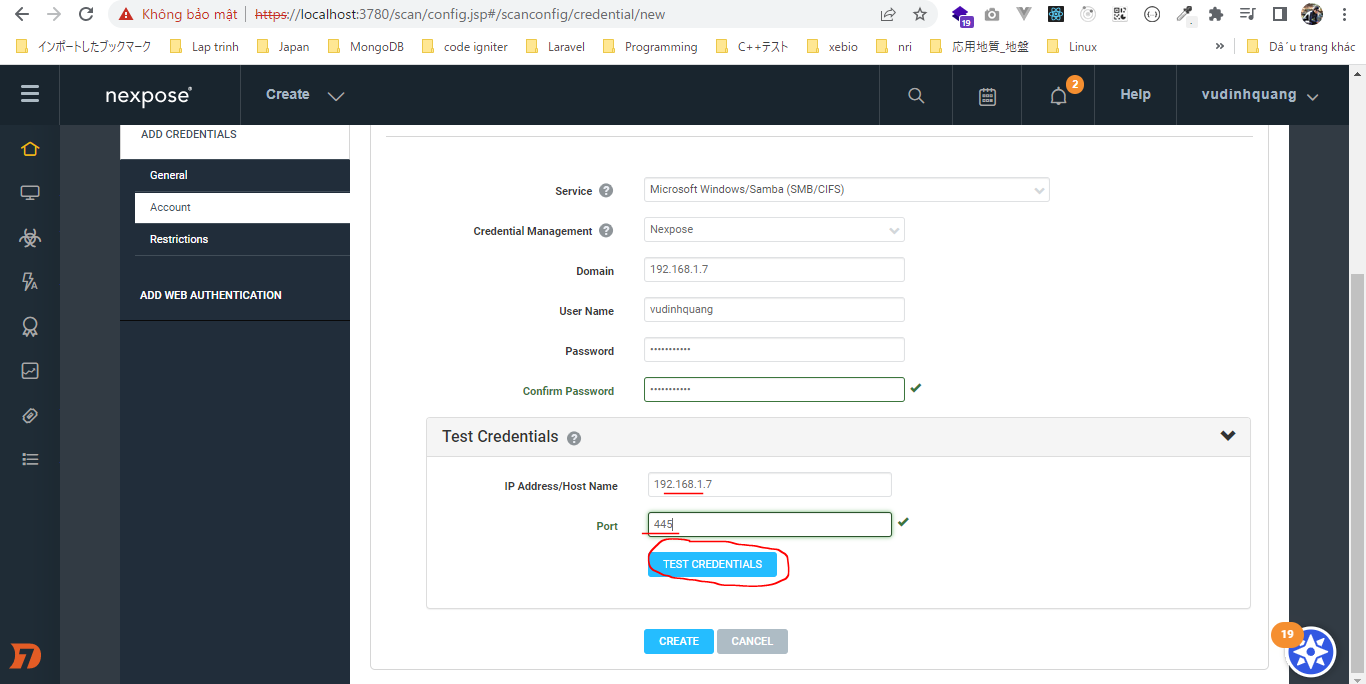 Không bảo mật https://localhost:3780/scan/config.jsp#/scanconfig/credential/new 19
インポートしたブックマーク Lap trinh Japan MongoDB code igniter Laravel Programming C++テスト xebio nri 応用地質_地盤 Linux » Dấu trang khác
nexpose® Create 2 Help vudinhquang
ADD CREDENTIALS
General
Account
Restrictions
ADD WEB AUTHENTICATION
Service ? Microsoft Windows/Samba (SMB/CIFS)
Credential Management ? Nexpose
Domain 192.168.1.7
User Name vudinhquang
Password •••••••••••
Confirm Password •••••••••••
Test Credentials ?
IP Address/Host Name 192.168.1.7
Port 445
TEST CREDENTIALS
CREATE CANCEL
19